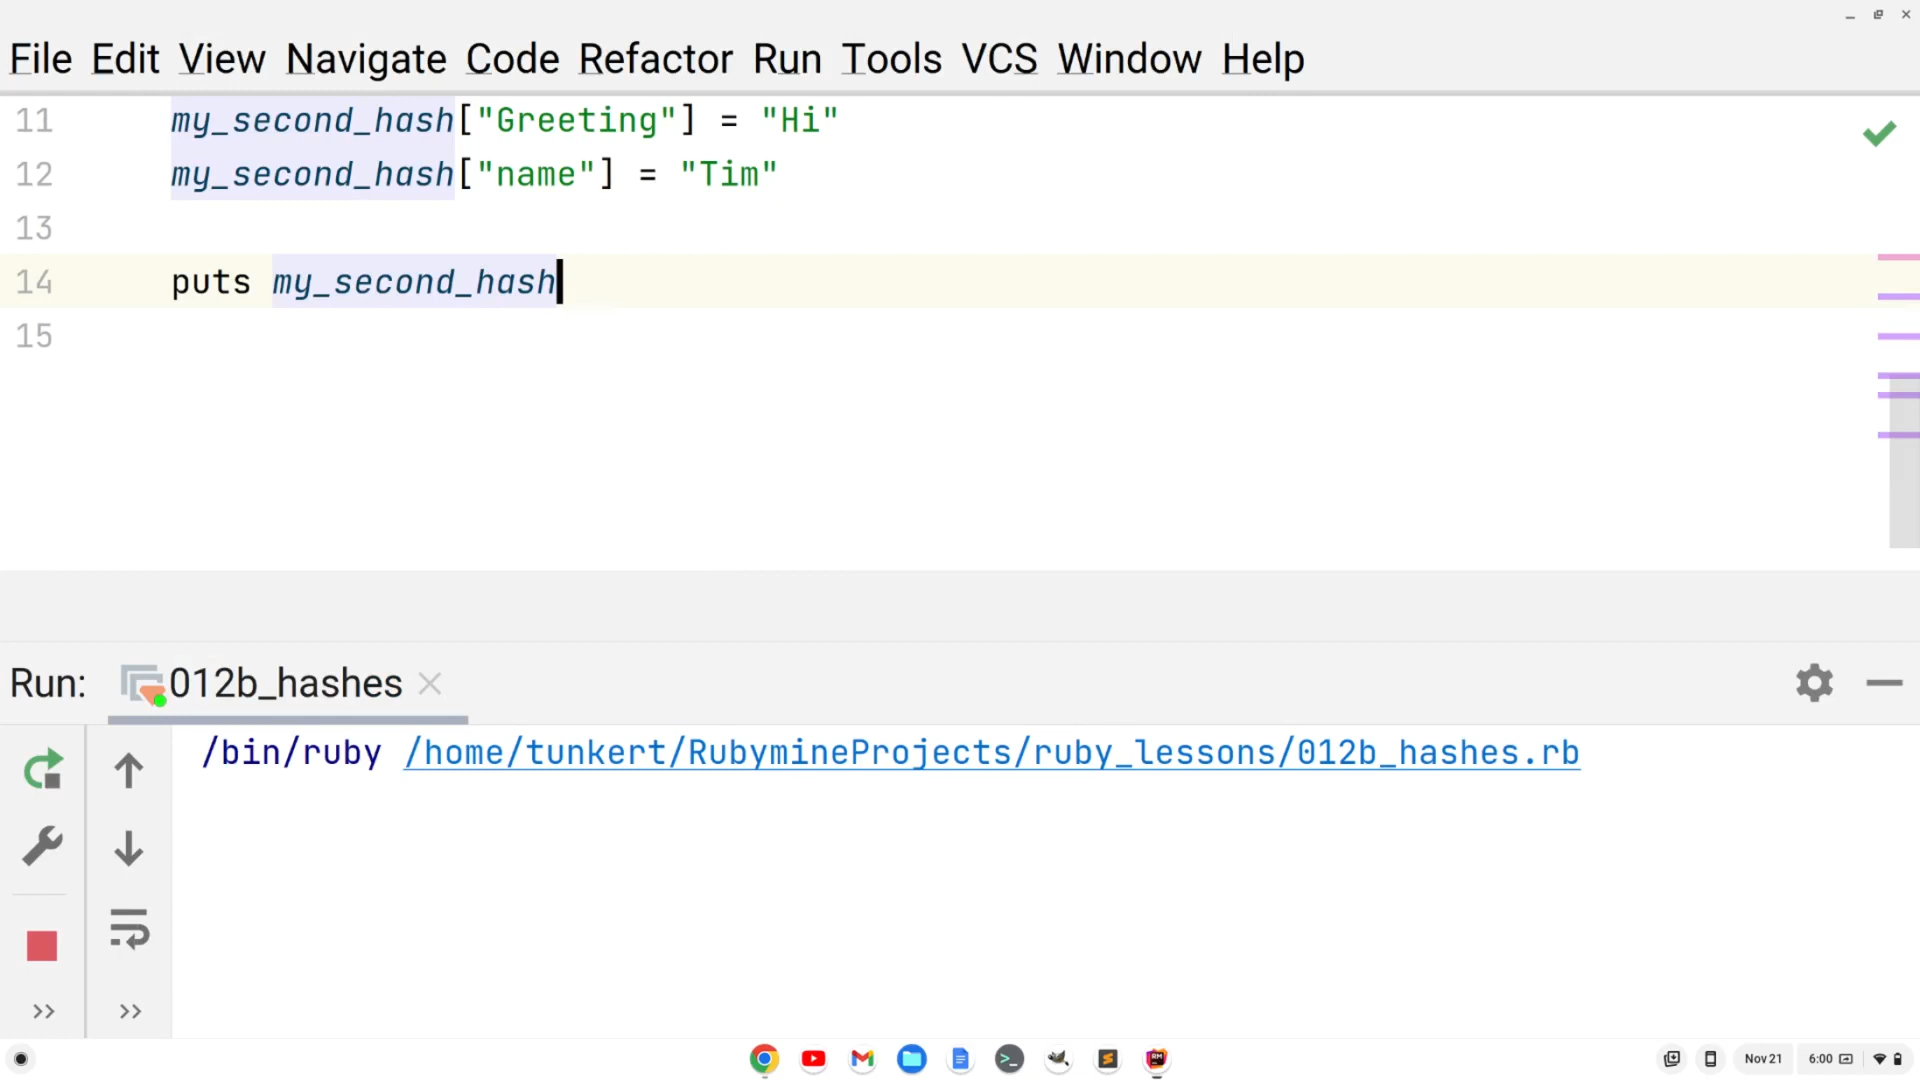 File Edit View Navigate Code Refactor Run Tools VCS Window Help
11 my_second_hash["Greeting"] = "Hi"
12 my_second_hash["name"] = "Tim"
13
14 puts my_second_hash
15
Run: 012b_hashes
/bin/ruby /home/tunkert/RubymineProjects/ruby_lessons/012b_hashes.rb
Nov 21 6:00